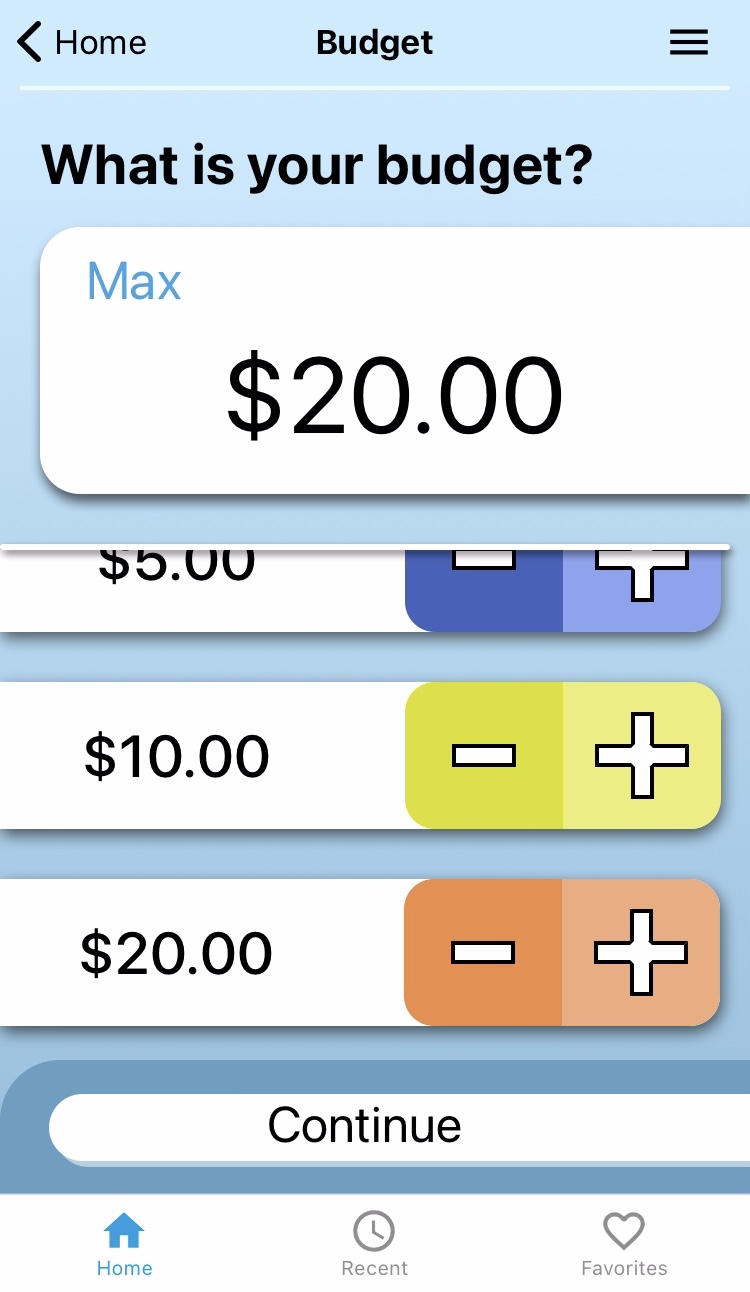 Home
Budget
What is your budget?
Max
$20.00
$5.00
$10.00
$20.00
Continue
Home
Recent
Favorites